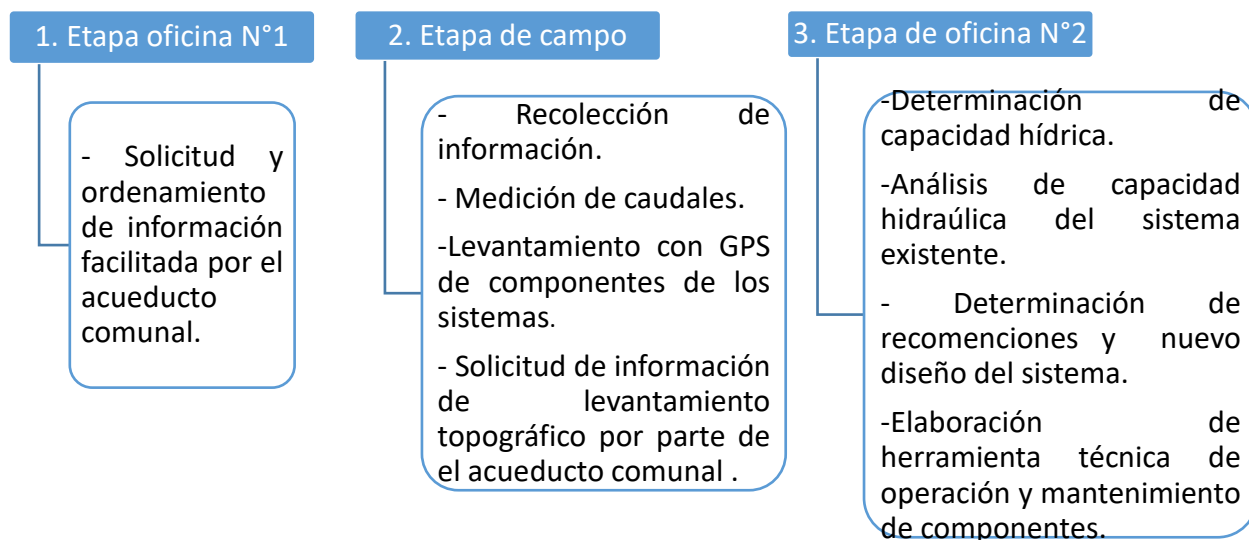 1. Etapa oficina N°1
- Solicitud y
ordenamiento
de información
facilitada por el
acueducto
comunal.
2. Etapa de campo
- Recolección de
información.
- Medición de caudales.
-Levantamiento con GPS
de componentes de los
sistemas.
- Solicitud de información
de levantamiento
topográfico por parte de
el acueducto comunal .
3. Etapa de oficina N°2
-Determinación de
capacidad hídrica.
-Análisis de capacidad
hidraúlica del sistema
existente.
- Determinación de
recomenciones y nuevo
diseño del sistema.
-Elaboración de
herramienta técnica de
operación y mantenimiento
de componentes.